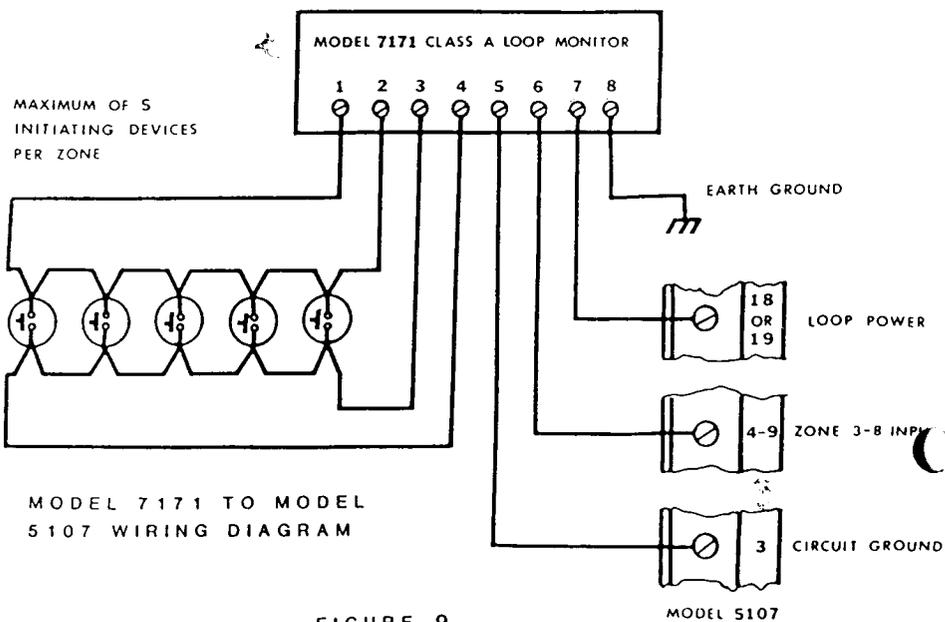 MODEL 7171 CLASS A LOOP MONITOR
1 2 3 4 5 6 7 8
MAXIMUM OF 5
INITIATING DEVICES
PER ZONE
EARTH GROUND
18
OR
19
LOOP POWER
4-9
ZONE 3-8
3
CIRCUIT GROUND
MODEL 7171 TO MODEL
5107 WIRING DIAGRAM
MODEL 5107
FIGURE 9